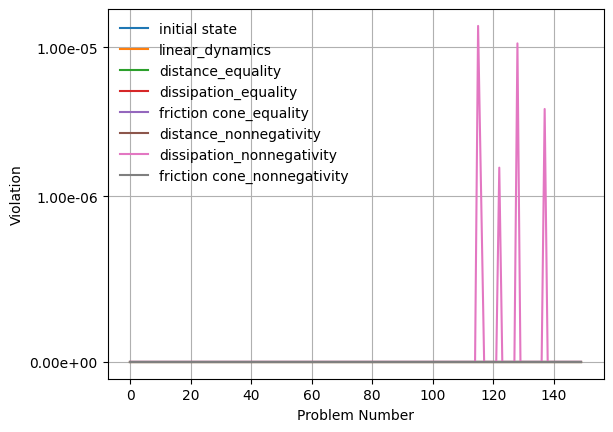 initial state
linear_dynamics
distance_equality
dissipation_equality
friction cone_equality
distance_nonnegativity
dissipation_nonnegativity
friction cone_nonnegativity
1.00e-05
1.00e-06
0.00e+00
Violation
0 20 40 60 80 100 120 140
Problem Number